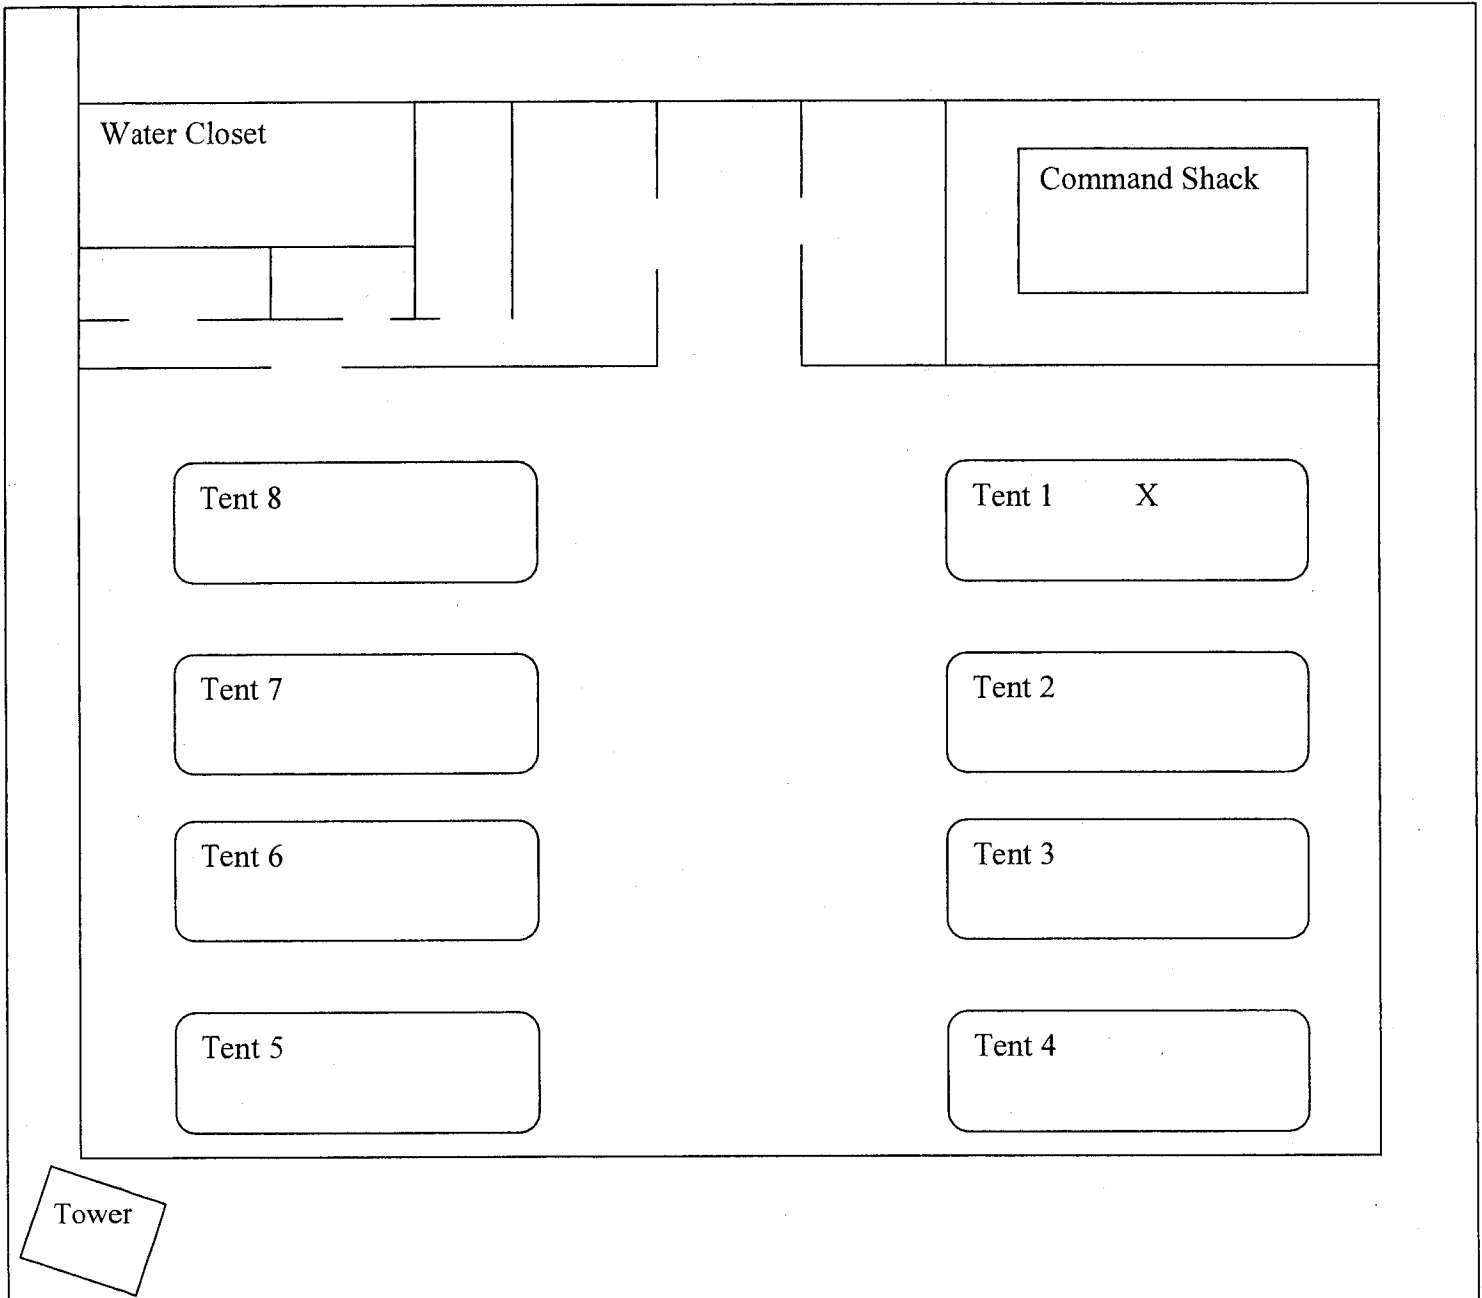 Water Closet
Command Shack
Tent 8
Tent 1 X
Tent 7
Tent 2
Tent 6
Tent 3
Tent 5
Tent 4
Tower